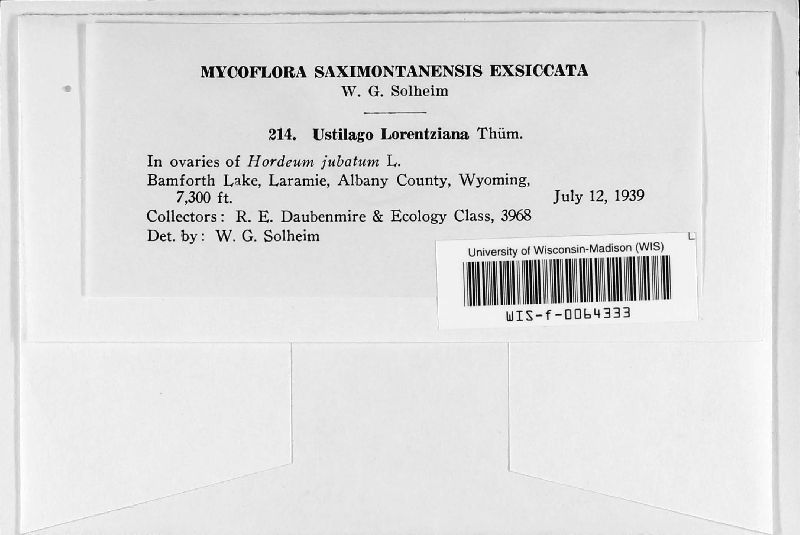 MYCOFLORA SAXIMONTANENSIS EXSICCATA
W. G. Solheim
214. Ustilago Lorentziana Thüm.
In ovaries of Hordeum jubatum L.
Bamforth Lake, Laramie, Albany County, Wyoming,
7,300 ft. July 12, 1939
Collectors: R. E. Daubenmire & Ecology Class, 3968
Det. by: W. G. Solheim
University of Wisconsin-Madison (WIS)
WIS-f-0064333